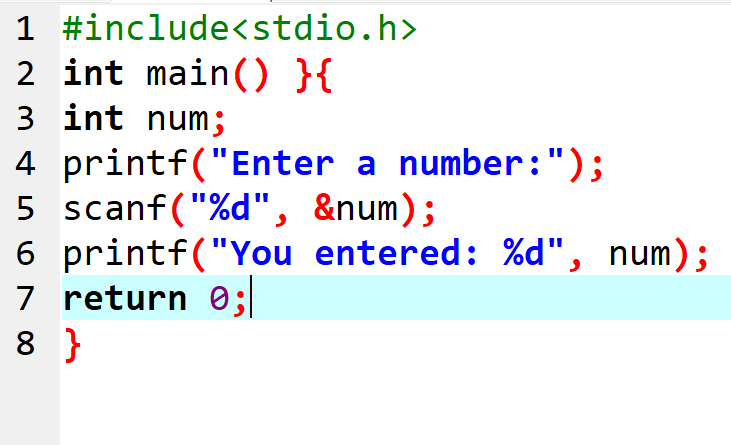 1 #include<stdio.h>
2 int main() }{
3 int num;
4 printf("Enter a number:");
5 scanf("%d", &num);
6 printf("You entered: %d", num);
7 return 0;
8 }